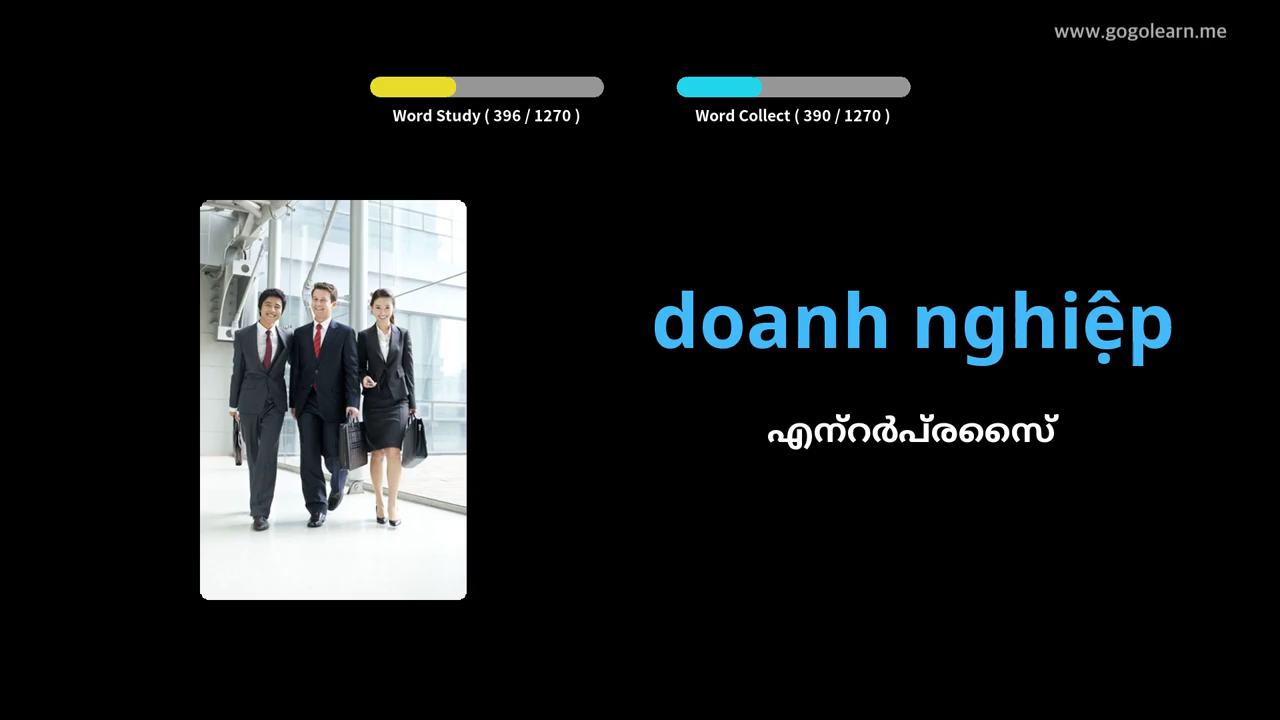 www.gogolearn.me
Word Study ( 396 / 1270 )
Word Collect ( 390 / 1270 )
doanh nghiệp
എന്റർപ്രൈസ്